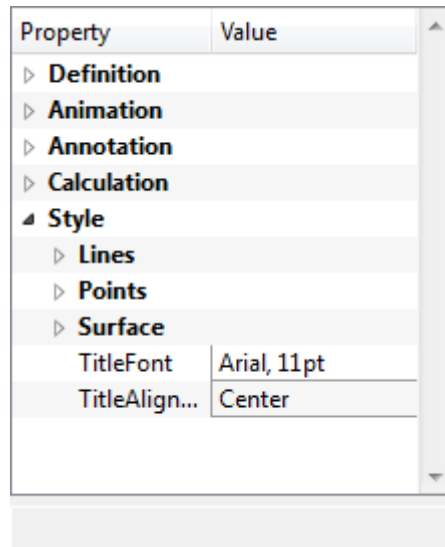 Property Value
Definition
Animation
Annotation
Calculation
Style
Lines
Points
Surface
TitleFont Arial, 11pt
TitleAlign... Center